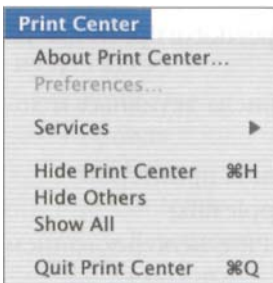 Print Center
About Print Center...
Preferences...
Services ▶
Hide Print Center ⌘H
Hide Others
Show All
Quit Print Center ⌘Q